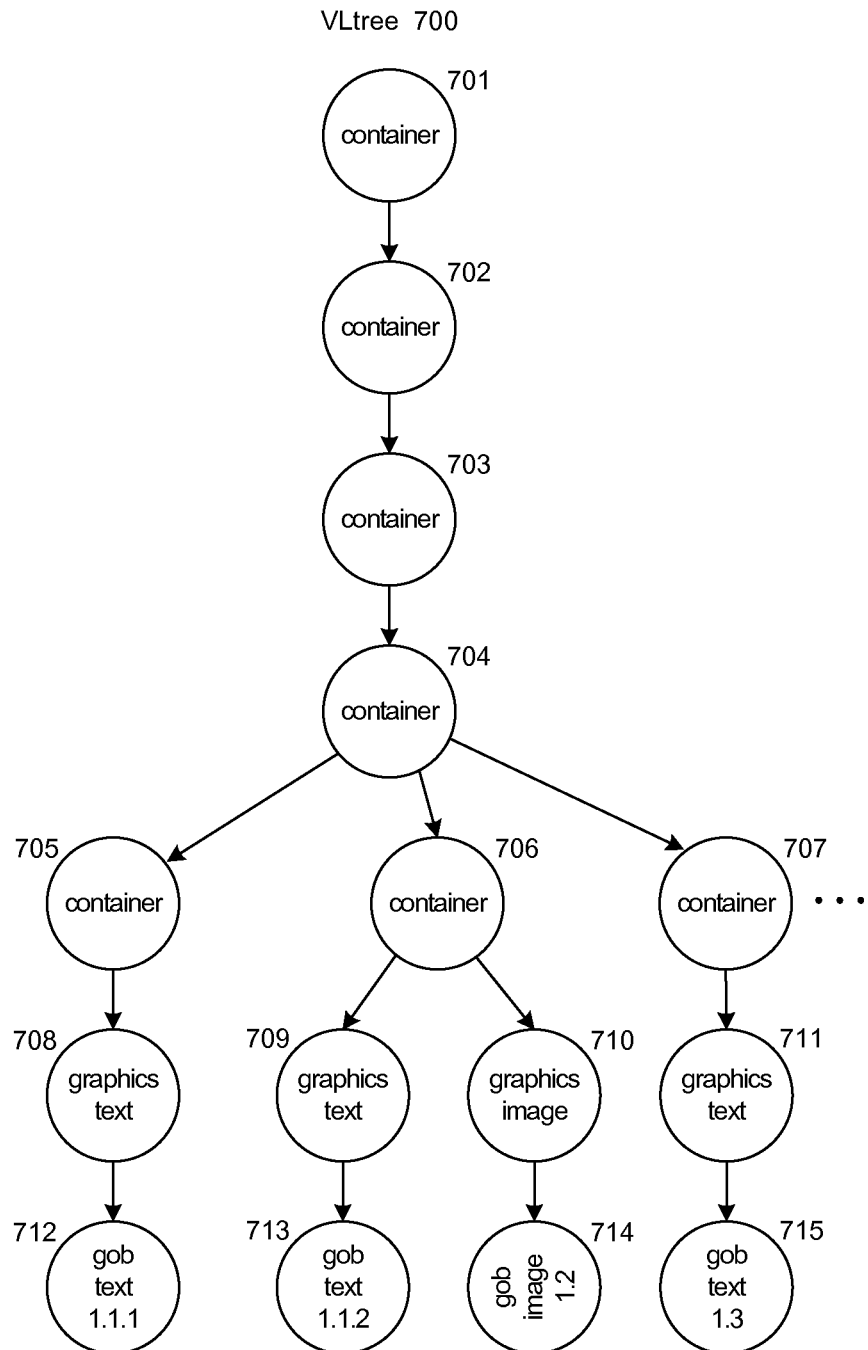 VLtree 700
701
container
702
container
703
container
704
container
705
container
706
container
707
container
. . .
708
graphics
text
709
graphics
text
710
graphics
image
711
graphics
text
712
gob
text
1.1.1
713
gob
text
1.1.2
714
gob
image
1.2
715
gob
text
1.3